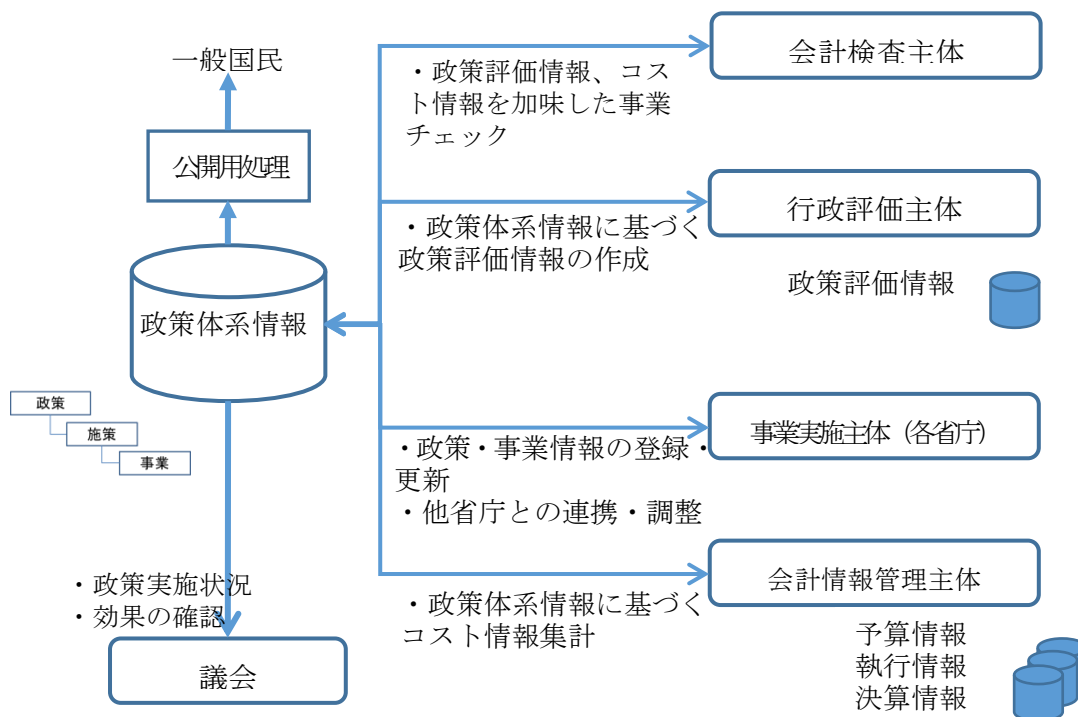 一般国民
公開用処理
政策体系情報
政策
施策
事業
・政策実施状況
・効果の確認
議会
会計検査主体
・政策評価情報、コス
ト情報を加味した事業
チェック
行政評価主体
・政策体系情報に基づく
政策評価情報の作成
政策評価情報
事業実施主体（各省庁）
・政策・事業情報の登録・
更新
・他省庁との連携・調整
会計情報管理主体
・政策体系情報に基づく
コスト情報集計
予算情報
執行情報
決算情報